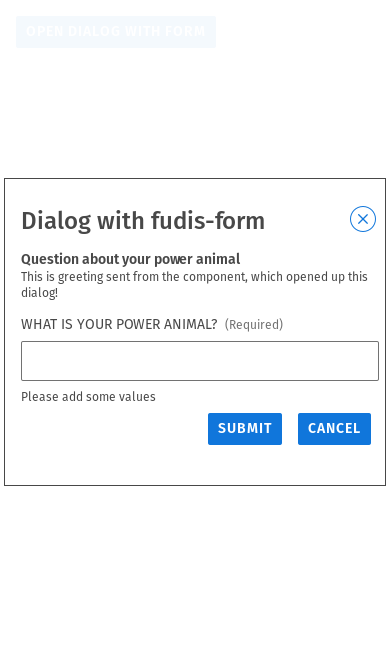 OPEN DIALOG WITH FORM
Dialog with fudis-form
Question about your power animal
This is greeting sent from the component, which opened up this
dialog!
WHAT IS YOUR POWER ANIMAL? (Required)
Please add some values
SUBMIT CANCEL